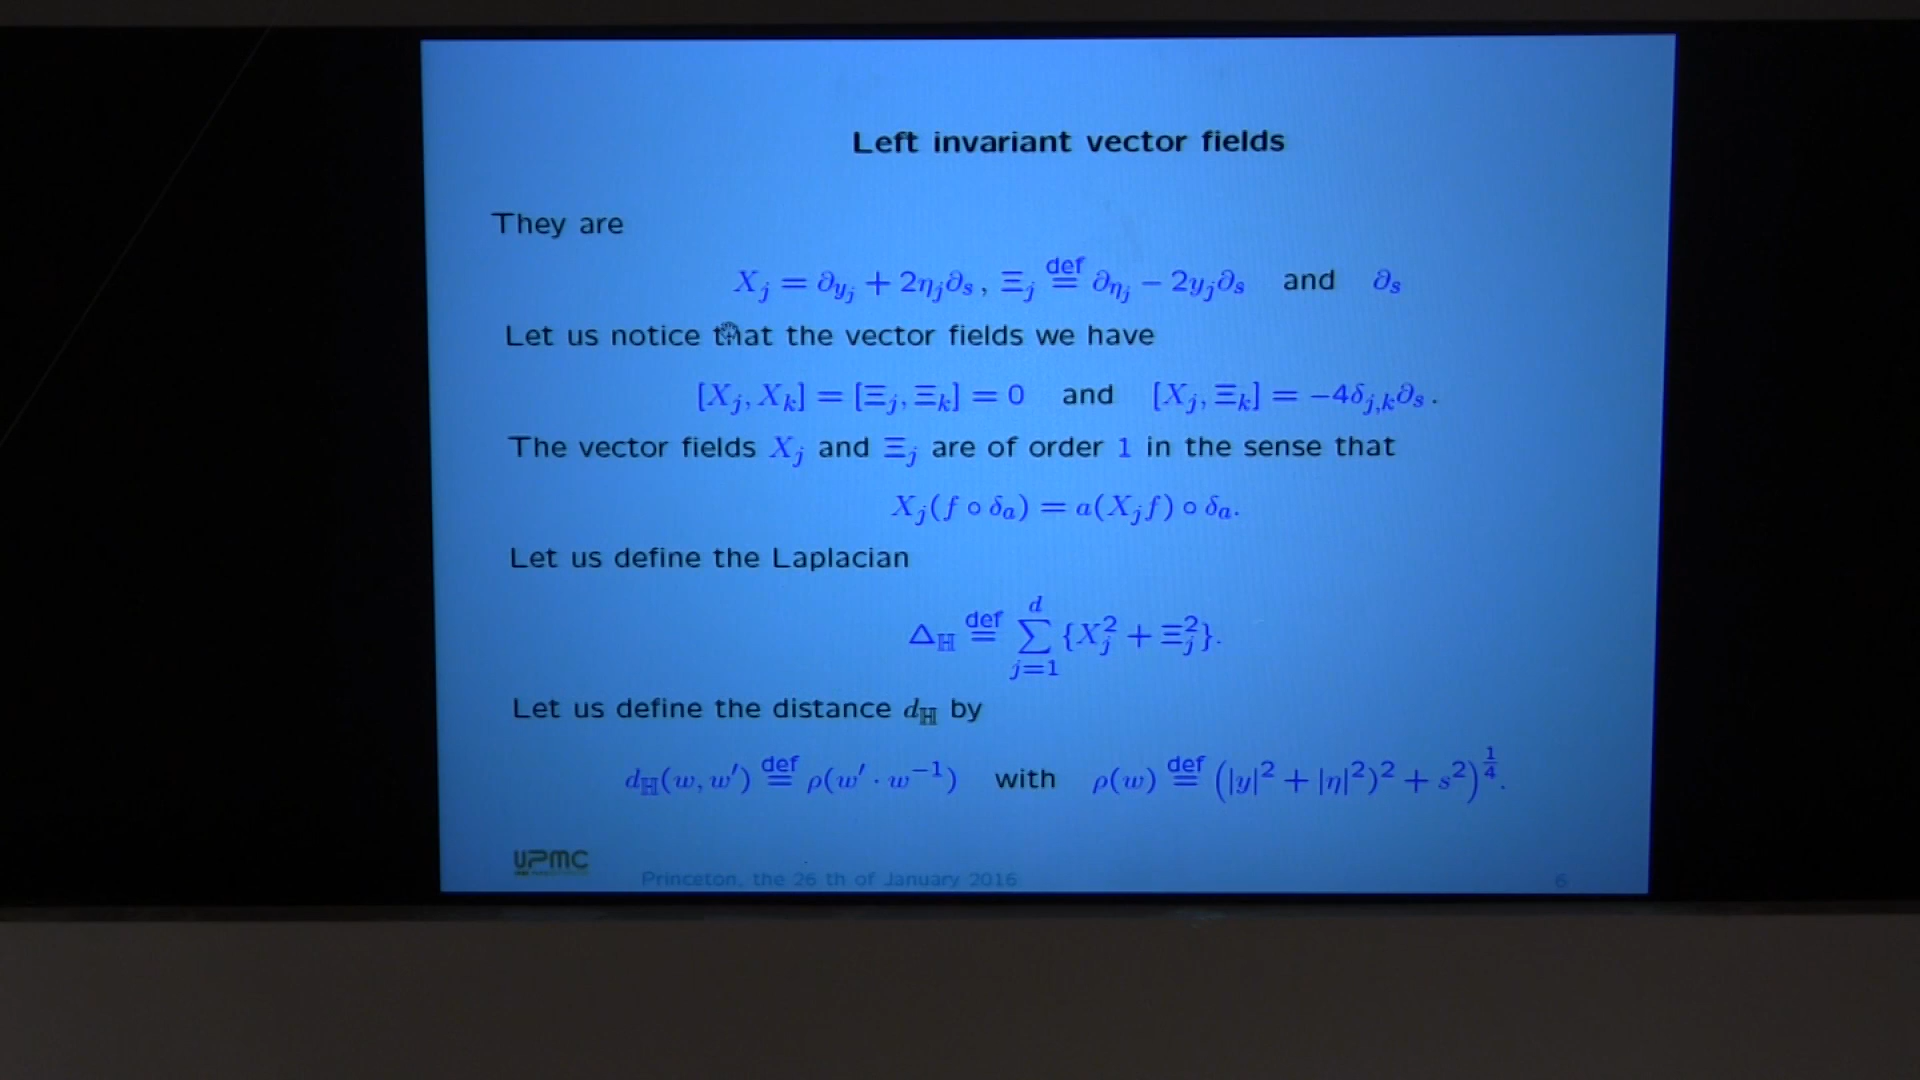 Left invariant vector fields
They are
X_j = ∂_{y_j} + 2η_j∂_s , Ξ_j ≝ ∂_{η_j} − 2y_j∂_s and ∂_s
Let us notice that the vector fields we have
[X_j, X_k] = [Ξ_j, Ξ_k] = 0 and [X_j, Ξ_k] = −4δ_{j,k}∂_s .
The vector fields X_j and Ξ_j are of order 1 in the sense that
X_j(f ∘ δ_a) = a(X_j f) ∘ δ_a.
Let us define the Laplacian
Δ_ℍ ≝ ∑_{j=1}^{d} {X_j^2 + Ξ_j^2}.
Let us define the distance d_ℍ by
d_ℍ(w, w′) ≝ ρ(w′ · w^{−1}) with ρ(w) ≝ (|y|^2 + |η|^2)^2 + s^2)^{1/4}.
UPMC
Princeton, the 26 th of January 2016
6